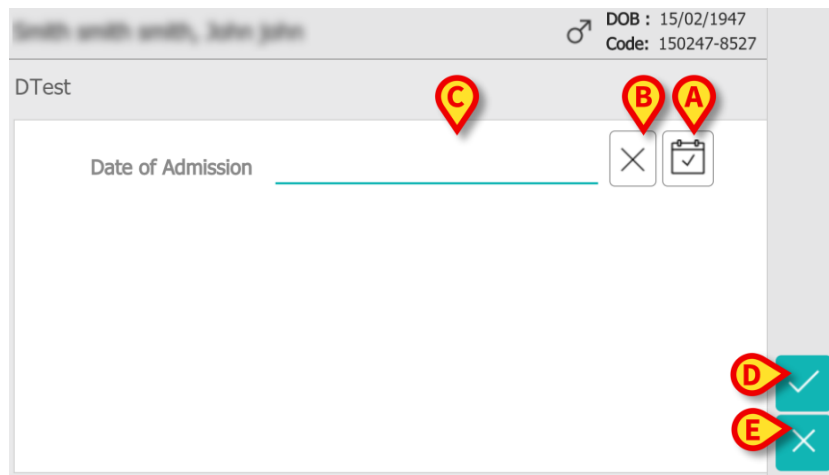 DOB : 15/02/1947
Code: 150247-8527
DTest
C
B
A
Date of Admission
D
E